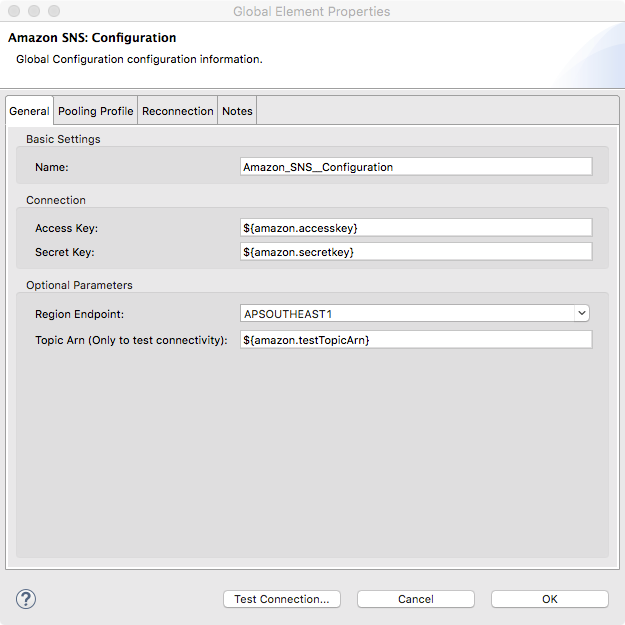 Global Element Properties
Amazon SNS: Configuration
Global Configuration configuration information.
General Pooling Profile Reconnection Notes
Basic Settings
Name: Amazon_SNS__Configuration
Connection
Access Key: ${amazon.accesskey}
Secret Key: ${amazon.secretkey}
Optional Parameters
Region Endpoint: APSOUTHEAST1
Topic Arn (Only to test connectivity): ${amazon.testTopicArn}
? Test Connection... Cancel OK